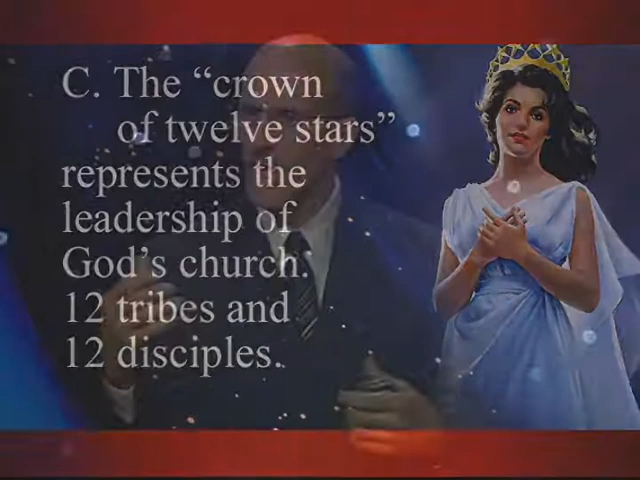 C. The “crown
of twelve stars”
represents the
leadership of
God’s church:
12 tribes and
12 disciples.